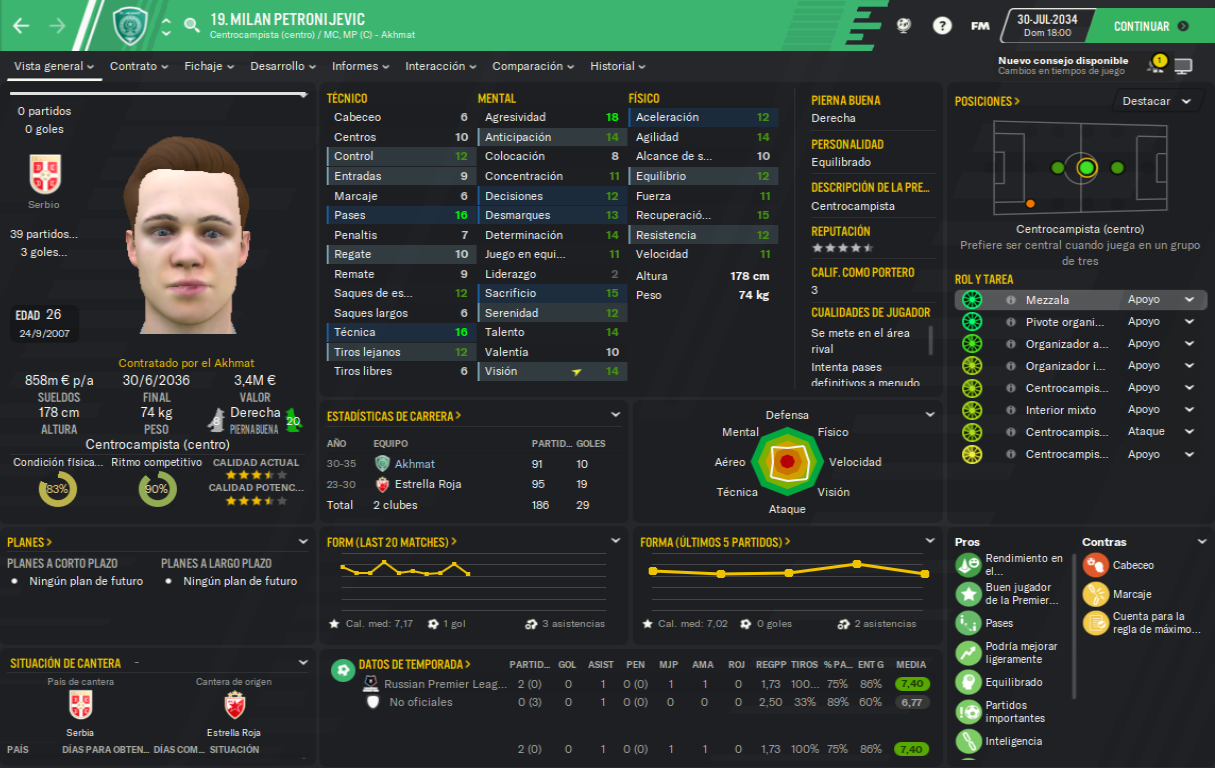 19. MILAN PETRONIJEVIC
Centrocampista (centro) / MC, MP (C) - Akhmat
?
FM
30-JUL-2034
Dom 18:00
CONTINUAR
Vista general
Contrato
Fichaje
Desarrollo
Informes
Interacción
Comparación
Historial
Nuevo consejo disponible
Cambios en tiempos de juego
1
0 partidos
0 goles
Serbio
39 partidos...
3 goles...
EDAD 26
24/9/2007
Contratado por el Akhmat
858m € p/a
SUELDOS
30/6/2036
FINAL
3,4M €
VALOR
178 cm
ALTURA
74 kg
PESO
8
Derecha
PIERNA BUENA
20
Centrocampista (centro)
Condición física...
83%
Ritmo competitivo
90%
CALIDAD ACTUAL
CALIDAD POTENC...
TÉCNICO
Cabeceo 6
Centros 10
Control 12
Entradas 9
Marcaje 6
Pases 16
Penaltis 7
Regate 10
Remate 9
Saques de es... 12
Saques largos 6
Técnica 16
Tiros lejanos 12
Tiros libres 6
MENTAL
Agresividad 18
Anticipación 14
Colocación 8
Concentración 11
Decisiones 12
Desmarques 13
Determinación 14
Juego en equi... 11
Liderazgo 2
Sacrificio 15
Serenidad 12
Talento 14
Valentía 10
Visión 14
FÍSICO
Aceleración 12
Agilidad 14
Alcance de s... 10
Equilibrio 12
Fuerza 11
Recuperació... 15
Resistencia 12
Velocidad 11
Altura 178 cm
Peso 74 kg
PIERNA BUENA
Derecha
PERSONALIDAD
Equilibrado
DESCRIPCIÓN DE LA PRE...
Centrocampista
REPUTACIÓN
CALIF. COMO PORTERO
3
CUALIDADES DE JUGADOR
Se mete en el área
rival
Intenta pases
definitivos a menudo
POSICIONES >
Destacar
Centrocampista (centro)
Prefiere ser central cuando juega en un grupo
de tres
ROL Y TAREA
Mezzala Apoyo
Pivote organi... Apoyo
Organizador a... Apoyo
Organizador i... Apoyo
Centrocampis... Apoyo
Interior mixto Apoyo
Centrocampis... Ataque
Centrocampis... Apoyo
ESTADÍSTICAS DE CARRERA >
AÑO EQUIPO PARTID... GOLES
30-35 Akhmat 91 10
23-30 Estrella Roja 95 19
Total 2 clubes 186 29
Defensa
Mental Físico
Aéreo Velocidad
Técnica Visión
Ataque
PLANES >
PLANES A CORTO PLAZO
Ningún plan de futuro
PLANES A LARGO PLAZO
Ningún plan de futuro
FORM (LAST 20 MATCHES) >
Cal. med: 7,17 1 gol 3 asistencias
FORMA (ÚLTIMOS 5 PARTIDOS) >
Cal. med: 7,02 0 goles 2 asistencias
Pros
Rendimiento en
el...
Buen jugador
de la Premier...
Pases
Podría mejorar
ligeramente
Equilibrado
Partidos
importantes
Inteligencia
Contras
Cabeceo
Marcaje
Cuenta para la
regla de máximo...
SITUACIÓN DE CANTERA -
País de cantera
Serbia
Cantera de origen
Estrella Roja
PAÍS DÍAS PARA OBTEN... DÍAS COM... SITUACIÓN
-
DATOS DE TEMPORADA > PARTID... GOL ASIST PEN MJP AMA ROJ REGPP TIROS % PA... ENT G MEDIA
Russian Premier Leag... 2 (0) 0 1 0 (0) 1 1 0 1,73 100... 75% 86% 7,40
No oficiales 0 (3) 0 1 0 (0) 0 0 0 2,50 33% 89% 60% 6,77
2 (0) 0 1 0 (0) 1 1 0 1,73 100% 75% 86% 7,40